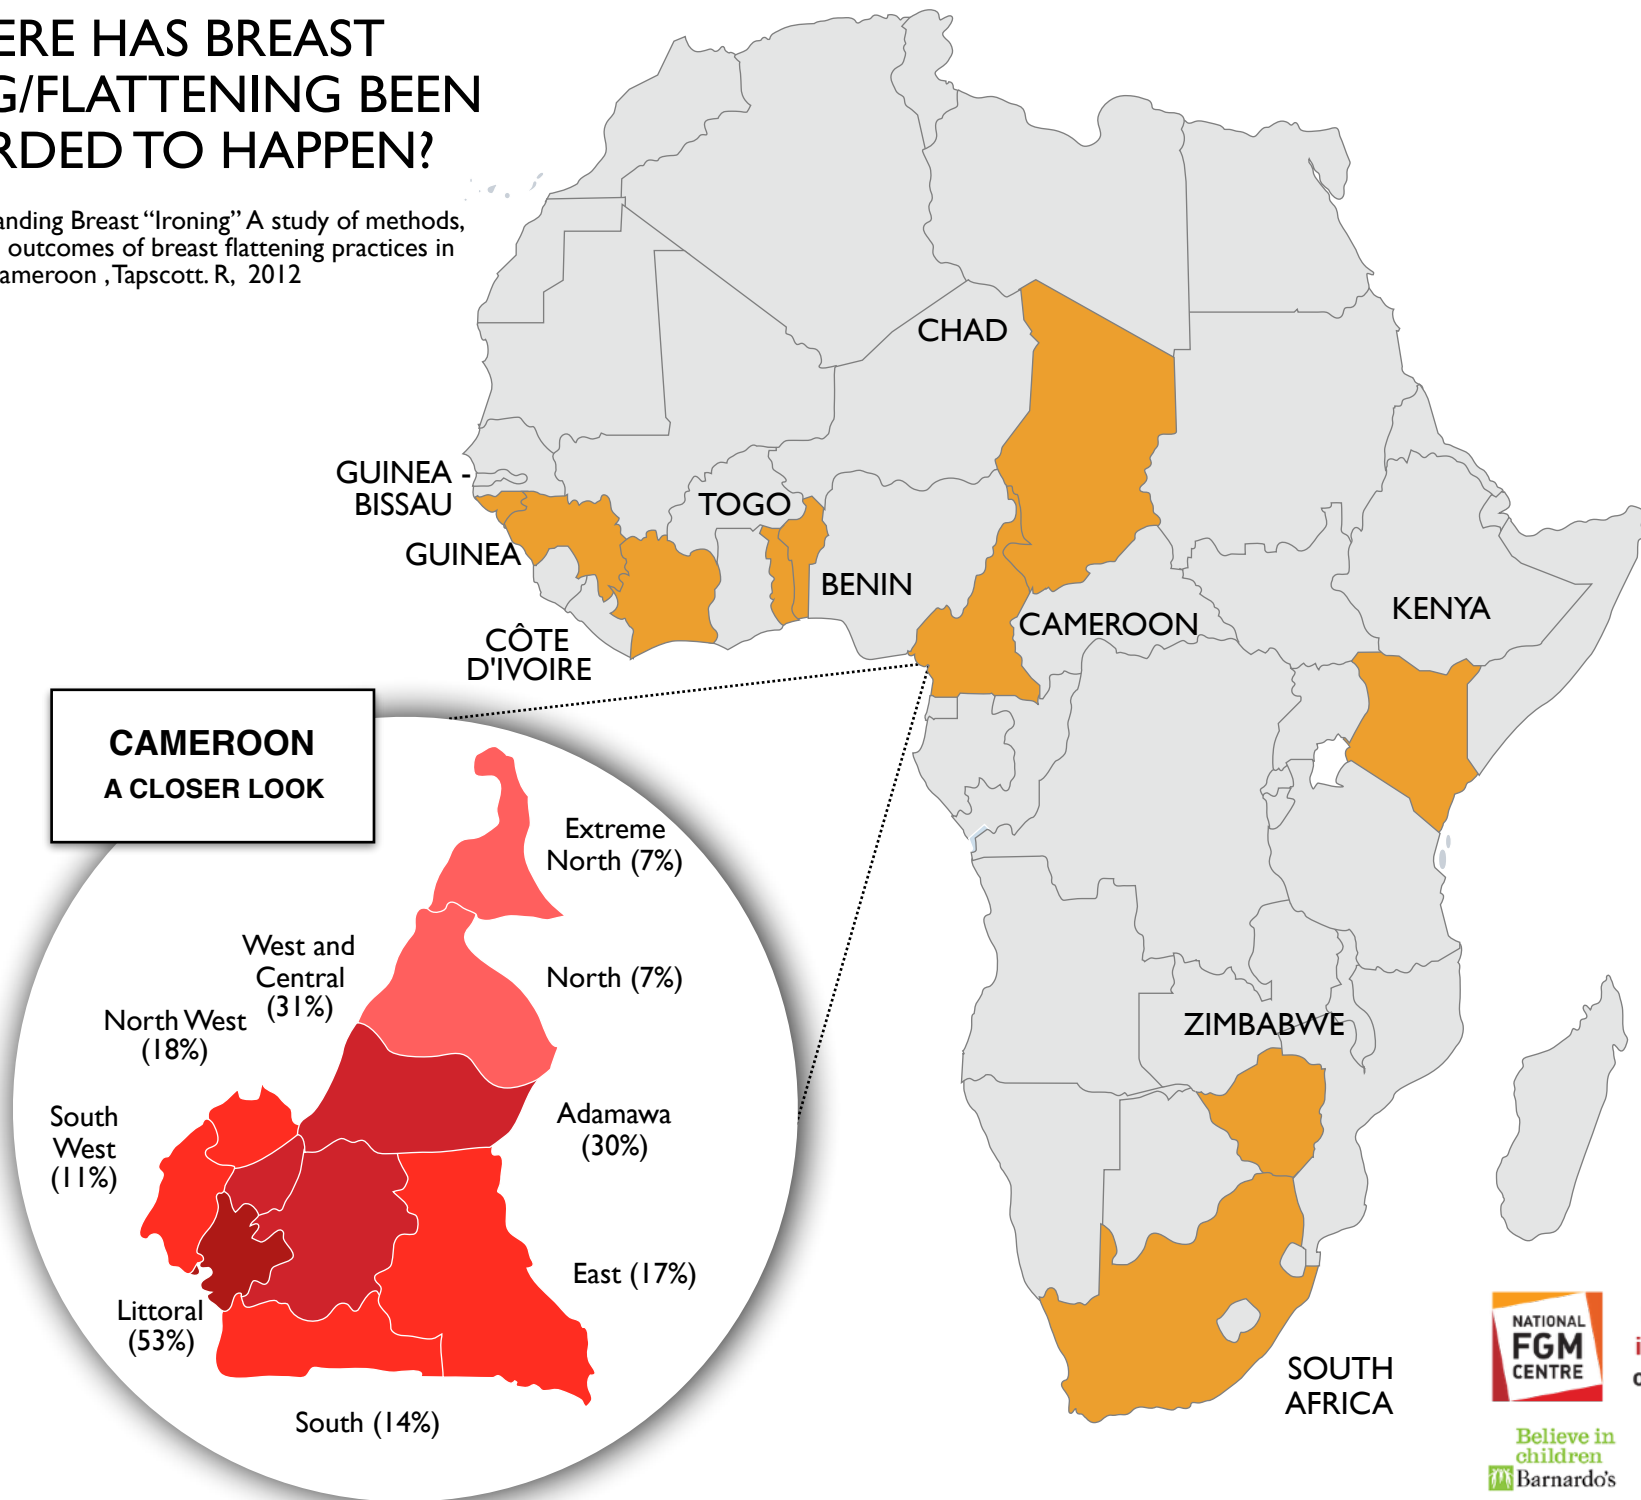 ERE HAS BREAST
G/FLATTENING BEEN
RDED TO HAPPEN?
anding Breast “Ironing” A study of methods,
outcomes of breast flattening practices in
ameroon , Tapscott. R, 2012
CHAD
GUINEA -
BISSAU
TOGO
GUINEA
BENIN
CAMEROON
KENYA
CÔTE
D'IVOIRE
CAMEROON
A CLOSER LOOK
Extreme
North (7%)
West and
Central
(31%)
North (7%)
North West
(18%)
ZIMBABWE
South
West
(11%)
Adamawa
(30%)
East (17%)
Littoral
(53%)
South (14%)
SOUTH
AFRICA
NATIONAL
FGM
CENTRE
Believe in
children
Barnardo's